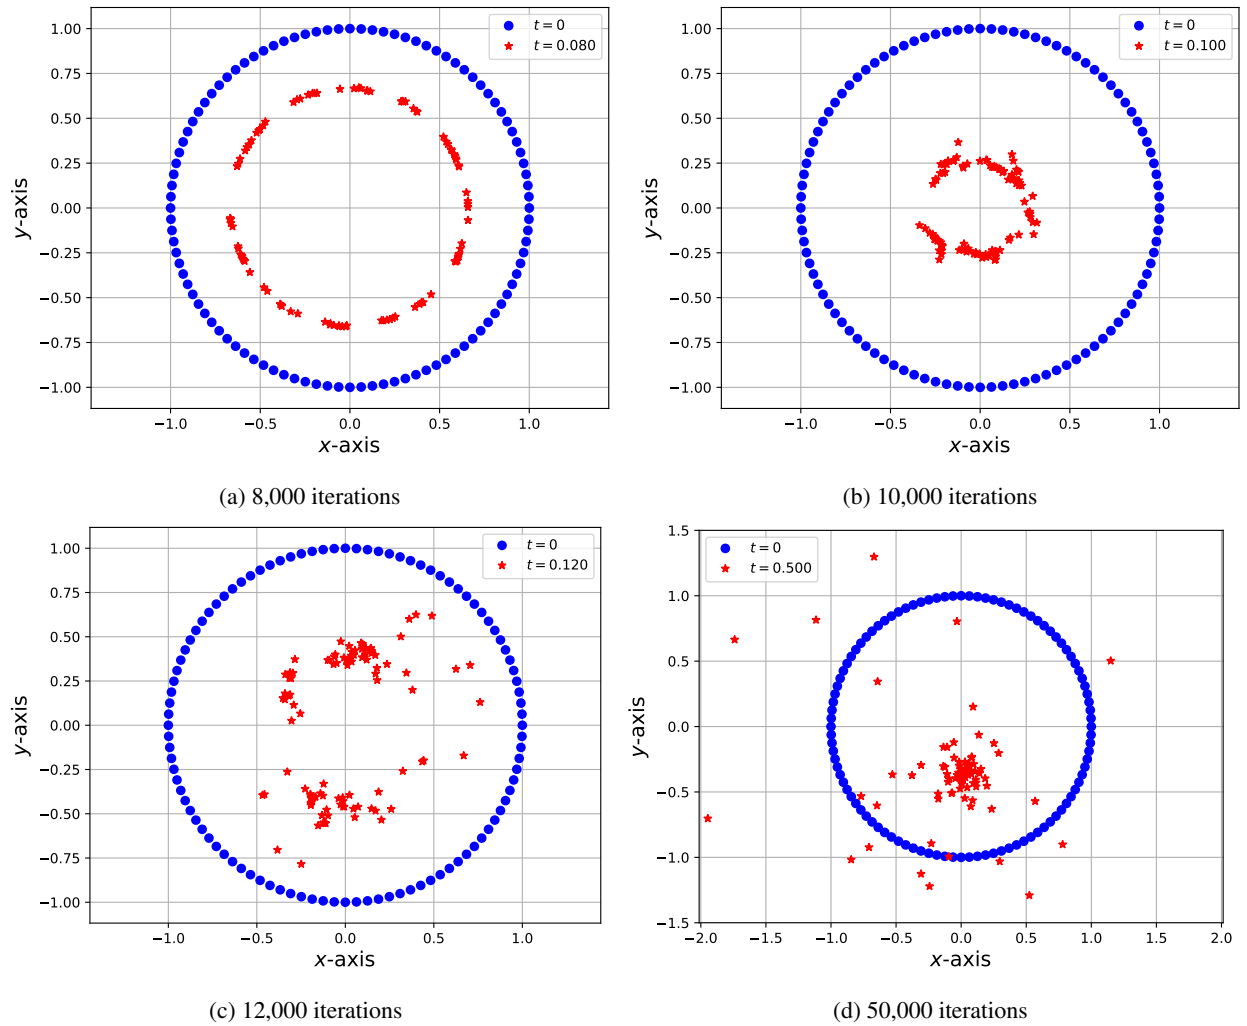 t = 0
t = 0.080
1.00
0.75
0.50
0.25
0.00
−0.25
−0.50
−0.75
−1.00
y-axis
−1.0 −0.5 0.0 0.5 1.0
x-axis
(a) 8,000 iterations
t = 0
t = 0.100
1.00
0.75
0.50
0.25
0.00
−0.25
−0.50
−0.75
−1.00
y-axis
−1.0 −0.5 0.0 0.5 1.0
x-axis
(b) 10,000 iterations
t = 0
t = 0.120
1.00
0.75
0.50
0.25
0.00
−0.25
−0.50
−0.75
−1.00
y-axis
−1.0 −0.5 0.0 0.5 1.0
x-axis
(c) 12,000 iterations
t = 0
t = 0.500
1.5
1.0
0.5
0.0
−0.5
−1.0
−1.5
y-axis
−2.0 −1.5 −1.0 −0.5 0.0 0.5 1.0 1.5 2.0
x-axis
(d) 50,000 iterations